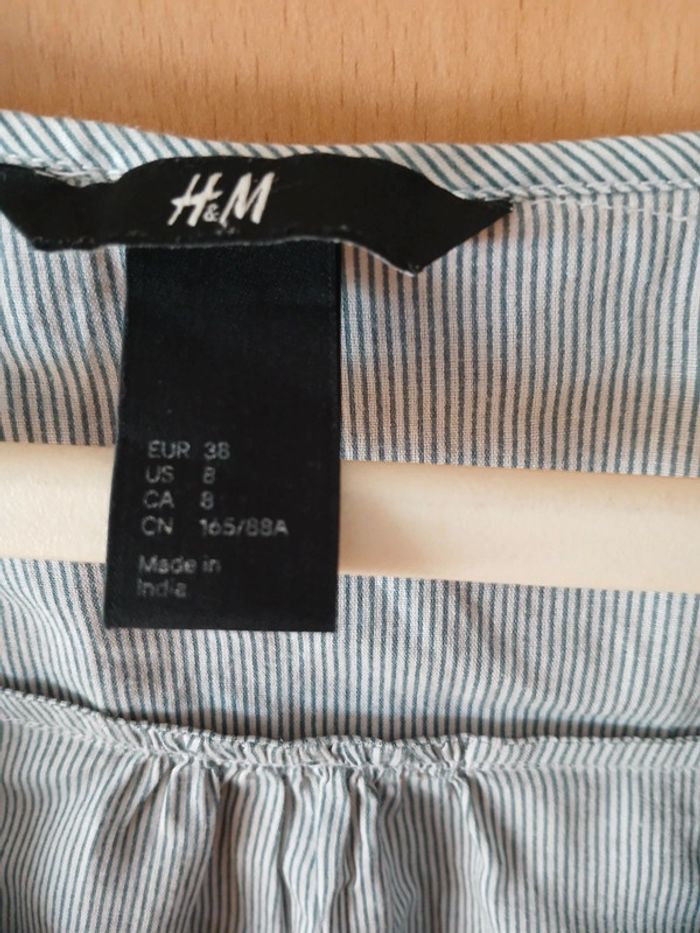 H&M
EUR 38
US 8
CA 8
CN 165/88A
Made in
India